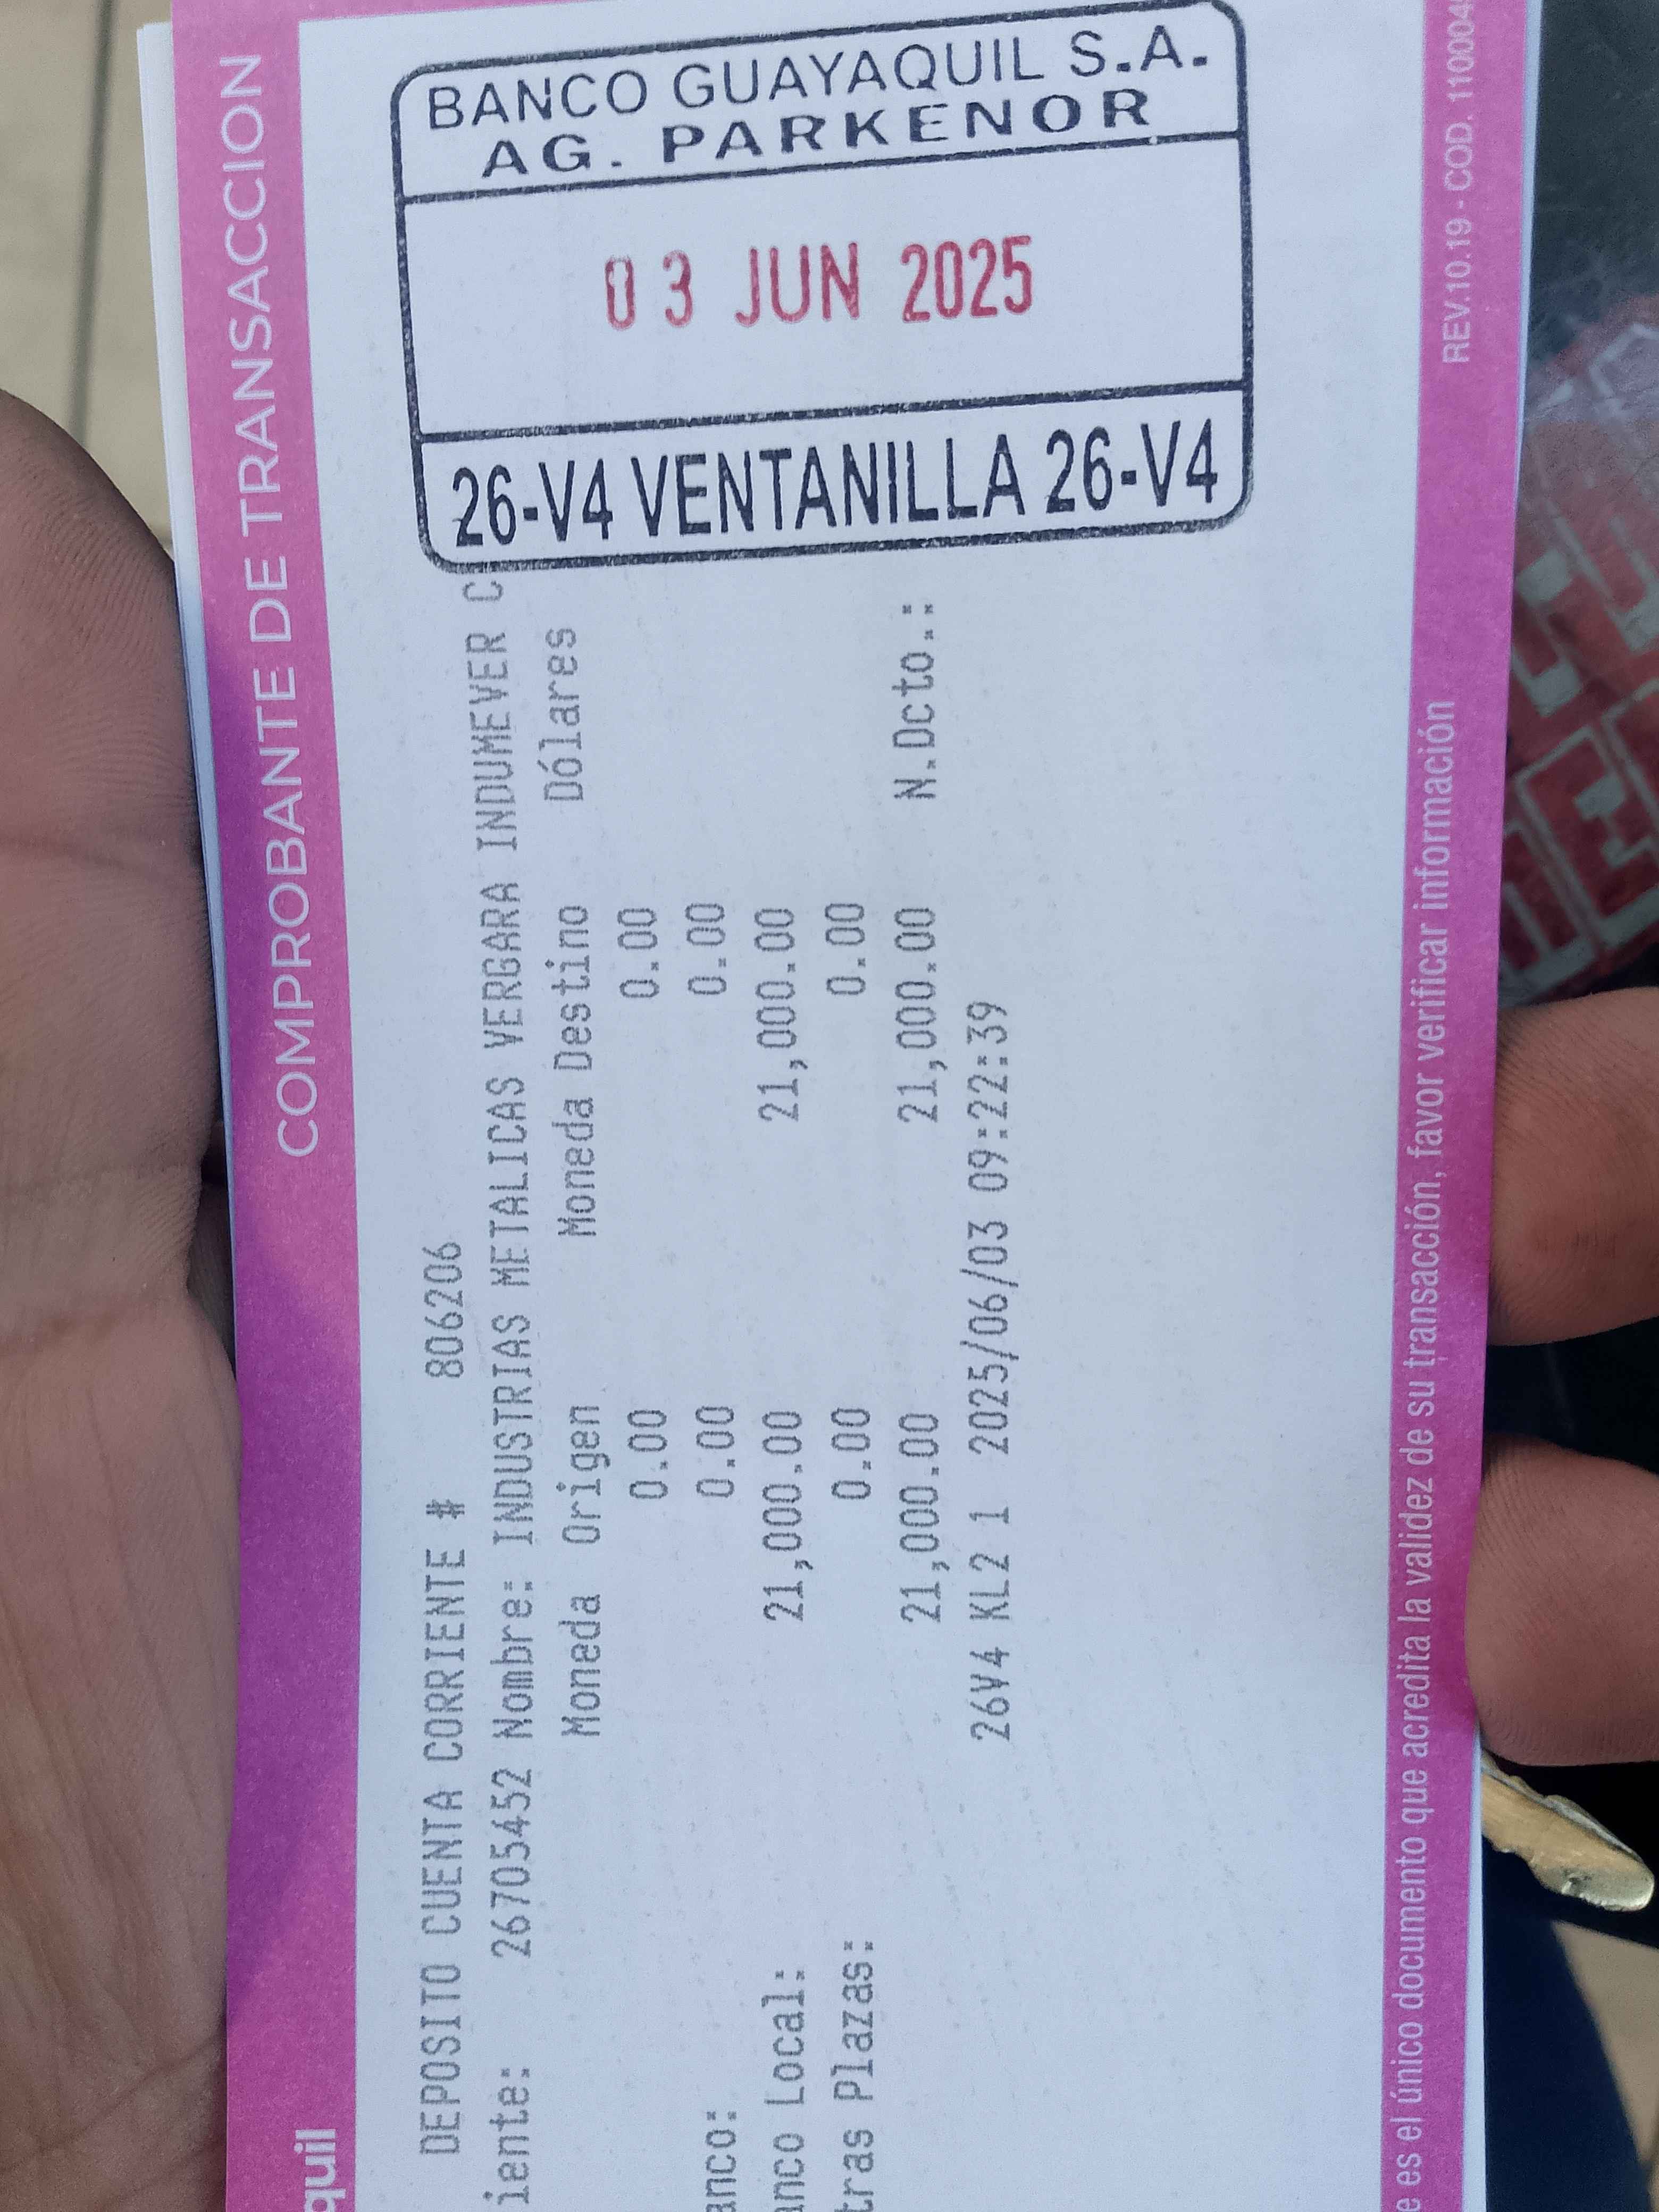 quil
COMPROBANTE DE TRANSACCION
BANCO GUAYAQUIL S.A.
AG. PARKENOR
03 JUN 2025
26-V4 VENTANILLA 26-V4
DEPOSITO CUENTA CORRIENTE # 806206
iente: 26705452 Nombre: INDUSTRIAS METALICAS VERGARA INDUMEVER C
Moneda Origen Moneda Destino Dólares
0.00 0.00
anco: 0.00 0.00
anco Local: 21,000.00 21,000.00
tras Plazas: 0.00 0.00
21,000.00 21,000.00 N.Dcto.:
26V4 KL2 1 2025/06/03 09:22:39
e es el único documento que acredita la validez de su transacción, favor verificar información
REV.10.19 - COD. 110004